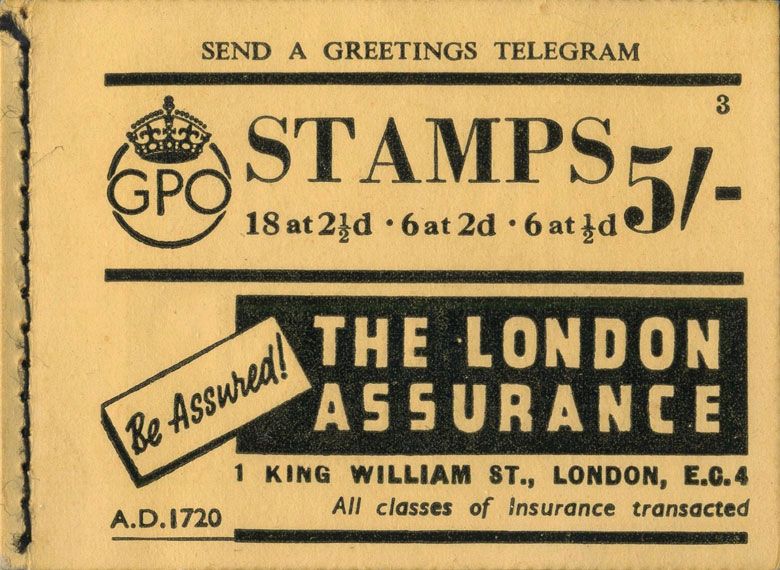 SEND A GREETINGS TELEGRAM
3
GPO
STAMPS 5/-
18 at 2½d · 6 at 2d · 6 at ½d
Be Assured!
THE LONDON
ASSURANCE
1 KING WILLIAM ST., LONDON, E.C.4
All classes of Insurance transacted
A.D.1720